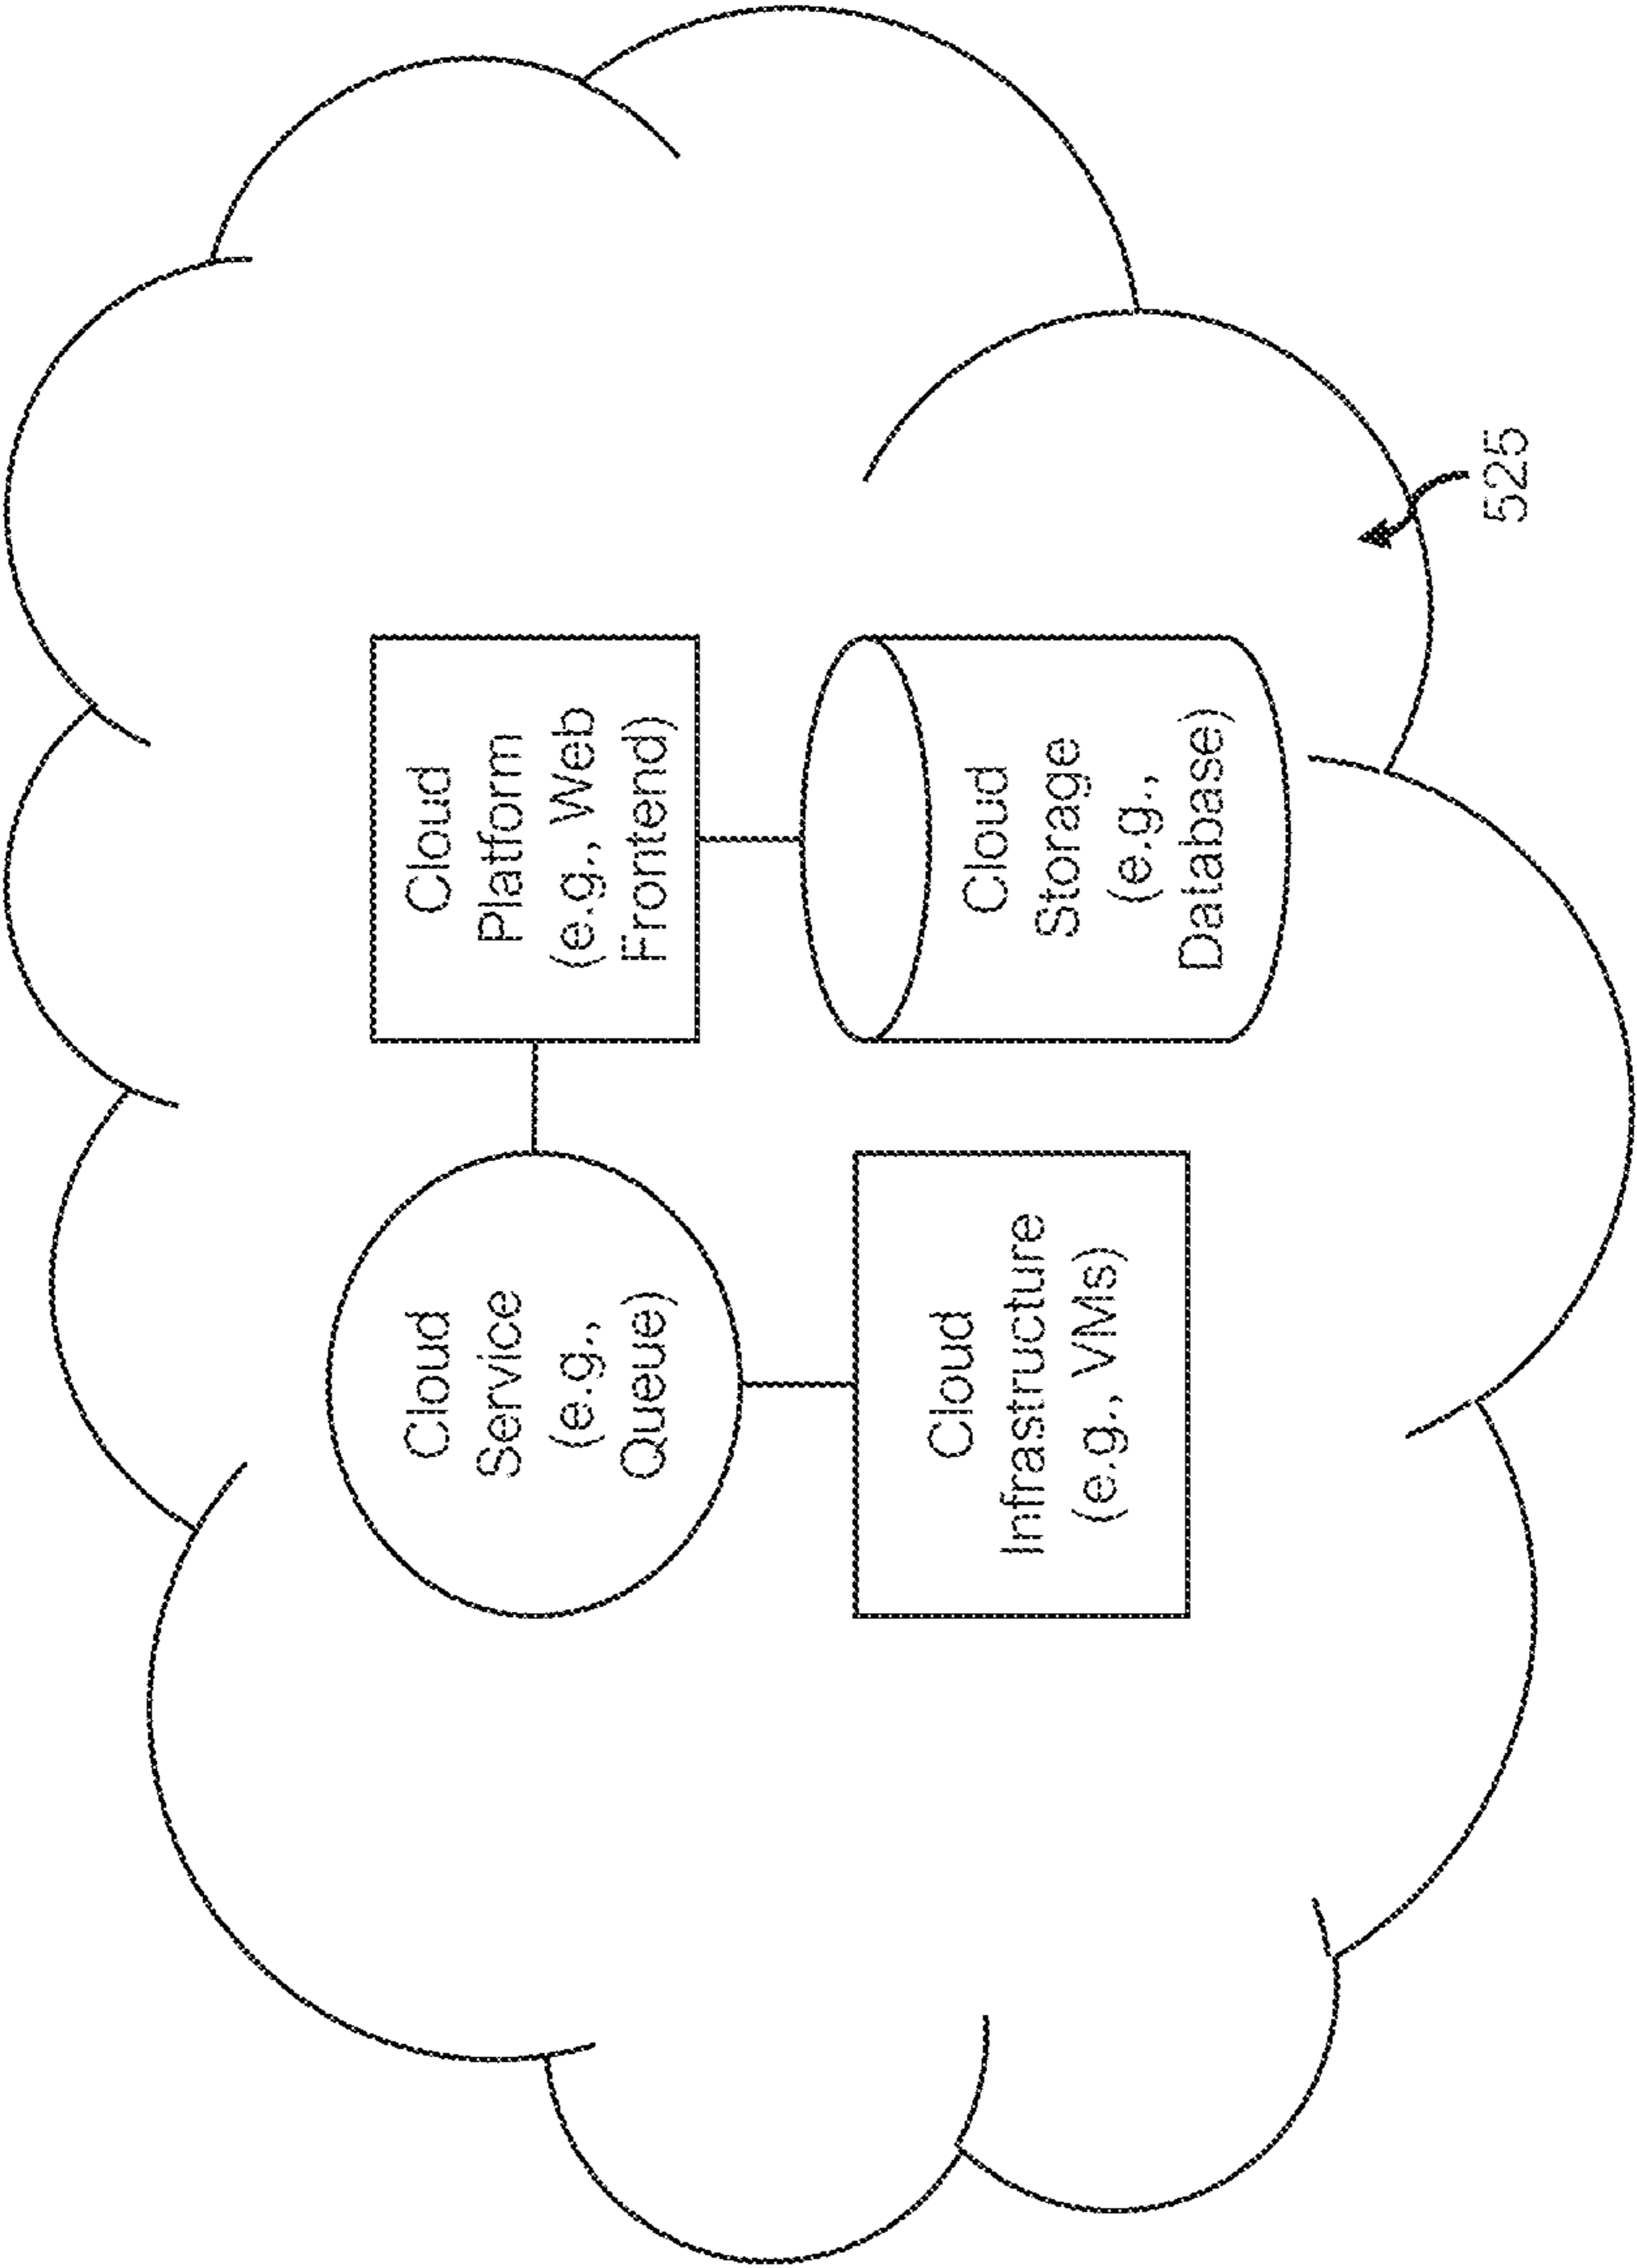 Cloud
Service
(e.g.,
Queue)
Cloud
Platform
(e.g., Web
Frontend)
Cloud
Infrastructure
(e.g., VMs)
Cloud
Storage
(e.g.,
Database)
525